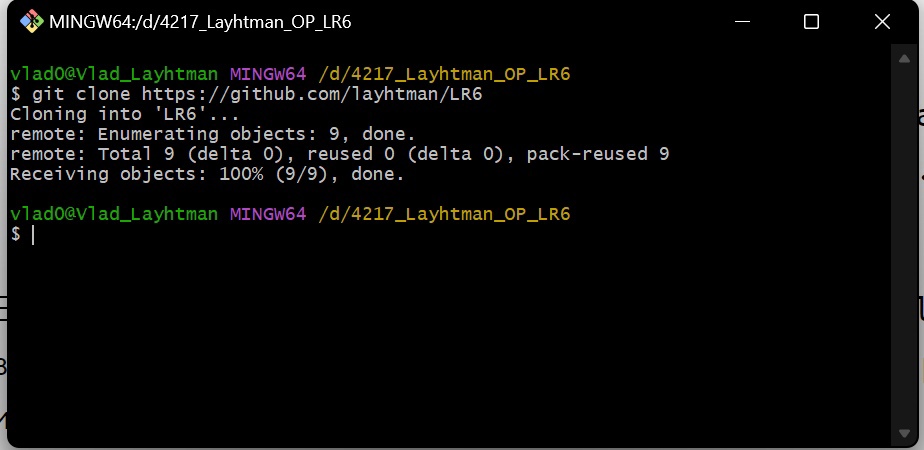 MINGW64:/d/4217_Layhtman_OP_LR6
vlad0@Vlad_Layhtman MINGW64 /d/4217_Layhtman_OP_LR6
$ git clone https://github.com/layhtman/LR6
Cloning into 'LR6'...
remote: Enumerating objects: 9, done.
remote: Total 9 (delta 0), reused 0 (delta 0), pack-reused 9
Receiving objects: 100% (9/9), done.
vlad0@Vlad_Layhtman MINGW64 /d/4217_Layhtman_OP_LR6
$